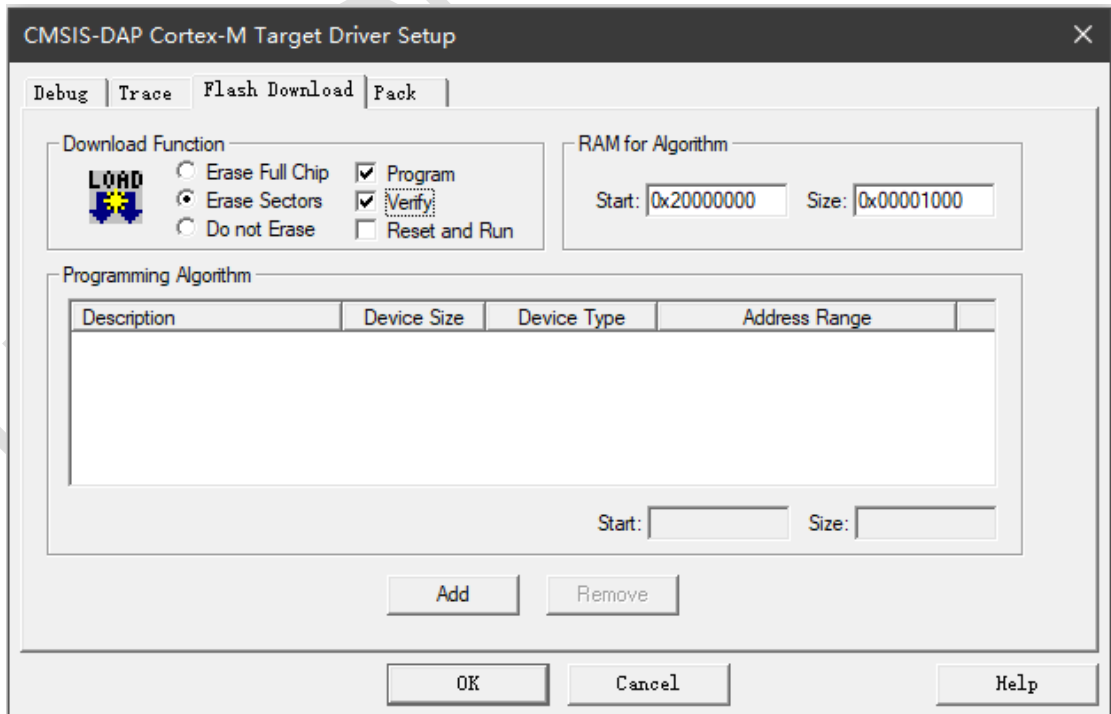 CMSIS-DAP Cortex-M Target Driver Setup
Debug Trace Flash Download Pack
Download Function
LOAD
Erase Full Chip
Erase Sectors
Do not Erase
Program
Verify
Reset and Run
RAM for Algorithm
Start: 0x20000000 Size: 0x00001000
Programming Algorithm
Description Device Size Device Type Address Range
Start: Size:
Add Remove
OK Cancel Help